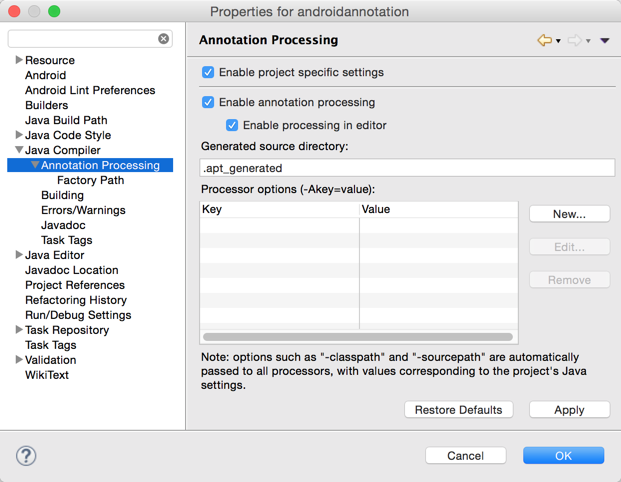 Properties for androidannotation
Resource
Android
Android Lint Preferences
Builders
Java Build Path
Java Code Style
Java Compiler
Annotation Processing
Factory Path
Building
Errors/Warnings
Javadoc
Task Tags
Java Editor
Javadoc Location
Project References
Refactoring History
Run/Debug Settings
Task Repository
Task Tags
Validation
WikiText
Annotation Processing
Enable project specific settings
Enable annotation processing
Enable processing in editor
Generated source directory:
.apt_generated
Processor options (-Akey=value):
Key Value
New...
Edit...
Remove
Note: options such as "-classpath" and "-sourcepath" are automatically
passed to all processors, with values corresponding to the project's Java
settings.
Restore Defaults Apply
? Cancel OK